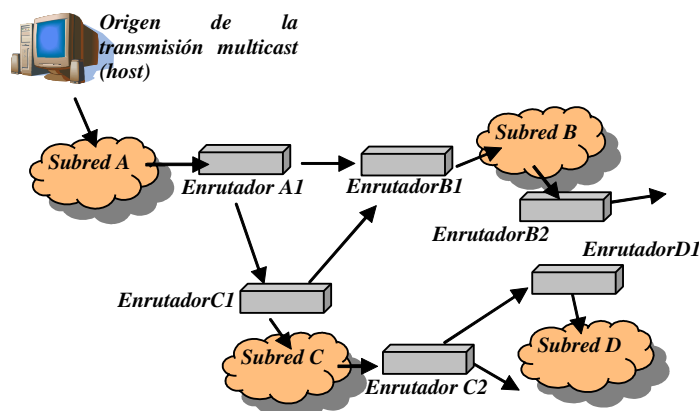 Origen de la
transmisión multicast
(host)
Subred A
Enrutador A1
EnrutadorB1
Subred B
EnrutadorB2
EnrutadorD1
EnrutadorC1
Subred C
Enrutador C2
Subred D